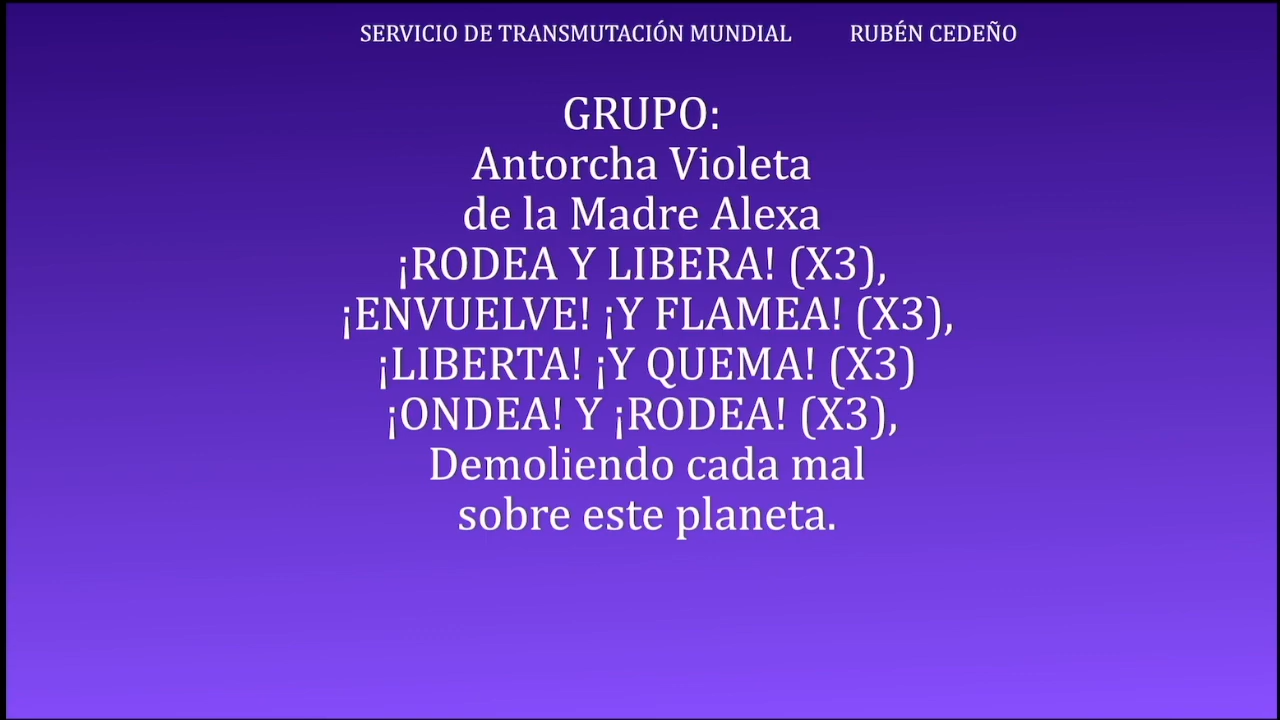 SERVICIO DE TRANSMUTACIÓN MUNDIAL RUBÉN CEDEÑO
GRUPO:
Antorcha Violeta
de la Madre Alexa
¡RODEA Y LIBERA! (X3),
¡ENVUELVE! ¡Y FLAMEA! (X3),
¡LIBERTA! ¡Y QUEMA! (X3)
¡ONDEA! Y ¡RODEA! (X3),
Demoliendo cada mal
sobre este planeta.